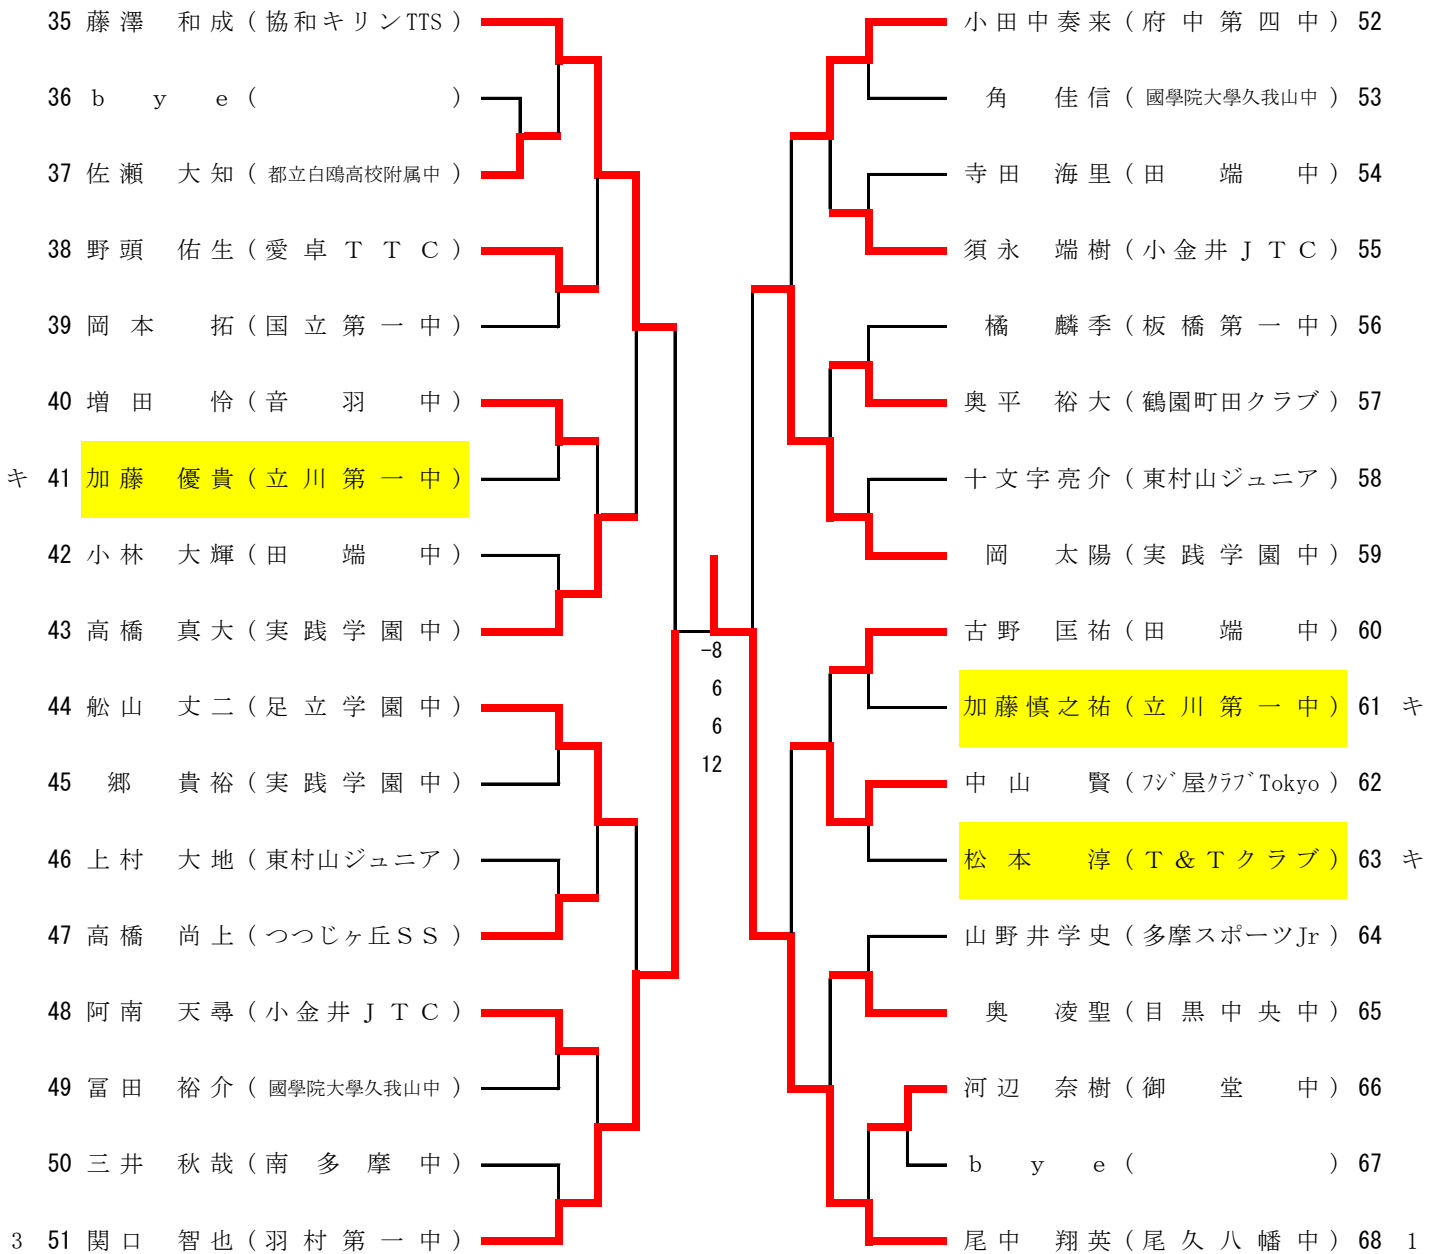 35 藤澤 和成 (協和キリンTTS)
36 bye ( )
37 佐瀬 大知 (都立白鴎高校附属中)
38 野頭 佑生 (愛卓TTC)
39 岡本 拓 (国立第一中)
40 増田 怜 (音羽中)
キ 41 加藤 優貴 (立川第一中)
42 小林 大輝 (田端中)
43 高橋 真大 (実践学園中)
44 舩山 丈二 (足立学園中)
45 郷 貴裕 (実践学園中)
46 上村 大地 (東村山ジュニア)
47 高橋 尚上 (つつじヶ丘SS)
48 阿南 天尋 (小金井JTC)
49 冨田 裕介 (國學院大學久我山中)
50 三井 秋哉 (南多摩中)
3 51 関口 智也 (羽村第一中)
-8
6
6
12
小田中奏来 (府中第四中) 52
角 佳信 (國學院大學久我山中) 53
寺田 海里 (田端中) 54
須永 端樹 (小金井JTC) 55
橘 麟季 (板橋第一中) 56
奥平 裕大 (鶴園町田クラブ) 57
十文字亮介 (東村山ジュニア) 58
岡 太陽 (実践学園中) 59
古野 匡祐 (田端中) 60
加藤慎之祐 (立川第一中) 61 キ
中山 賢 (フジ屋クラブTokyo) 62
松本 淳 (T&Tクラブ) 63 キ
山野井学史 (多摩スポーツJr) 64
奥 凌聖 (目黒中央中) 65
河辺 奈樹 (御堂中) 66
bye ( ) 67
尾中 翔英 (尾久八幡中) 68 1